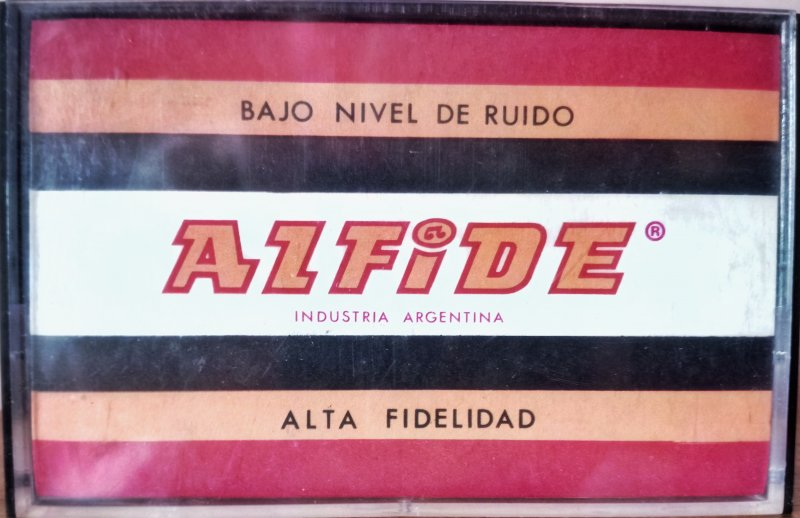 BAJO NIVEL DE RUIDO
ALFiDE®
INDUSTRIA ARGENTINA
ALTA FIDELIDAD